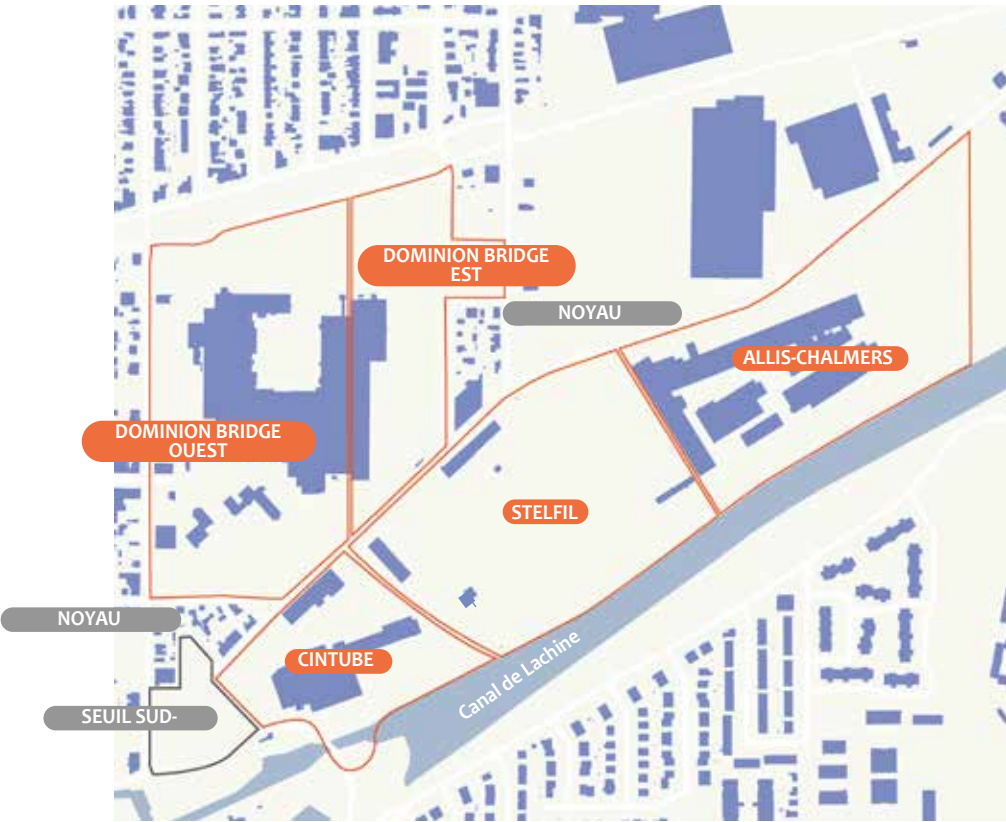 DOMINION BRIDGE
EST
NOYAU
ALLIS-CHALMERS
DOMINION BRIDGE
OUEST
STELFIL
NOYAU
CINTUBE
SEUIL SUD-
Canal de Lachine